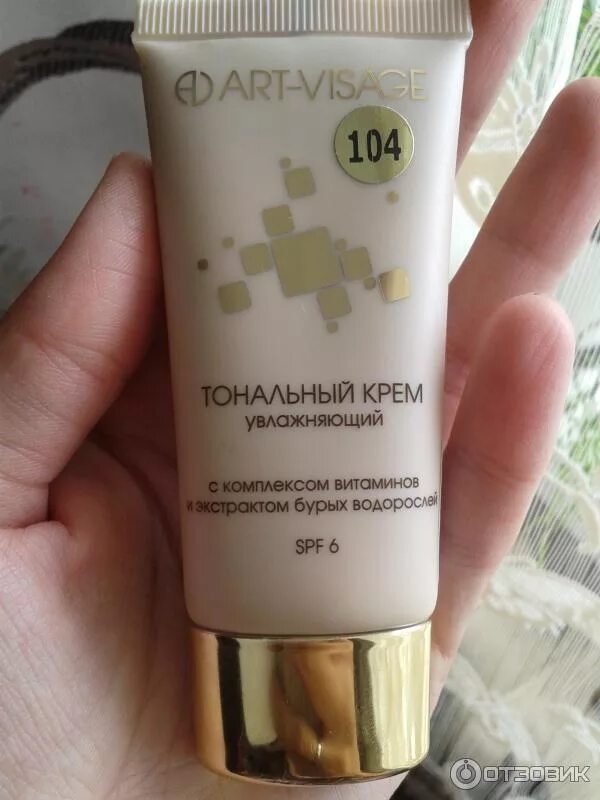 ART-VISAGE
104
ТОНАЛЬНЫЙ КРЕМ
УВЛАЖНЯЮЩИЙ
С КОМПЛЕКСОМ ВИТАМИНОВ
И ЭКСТРАКТОМ БУРЫХ ВОДОРОСЛЕЙ
SPF 6
ОТЗОВИК